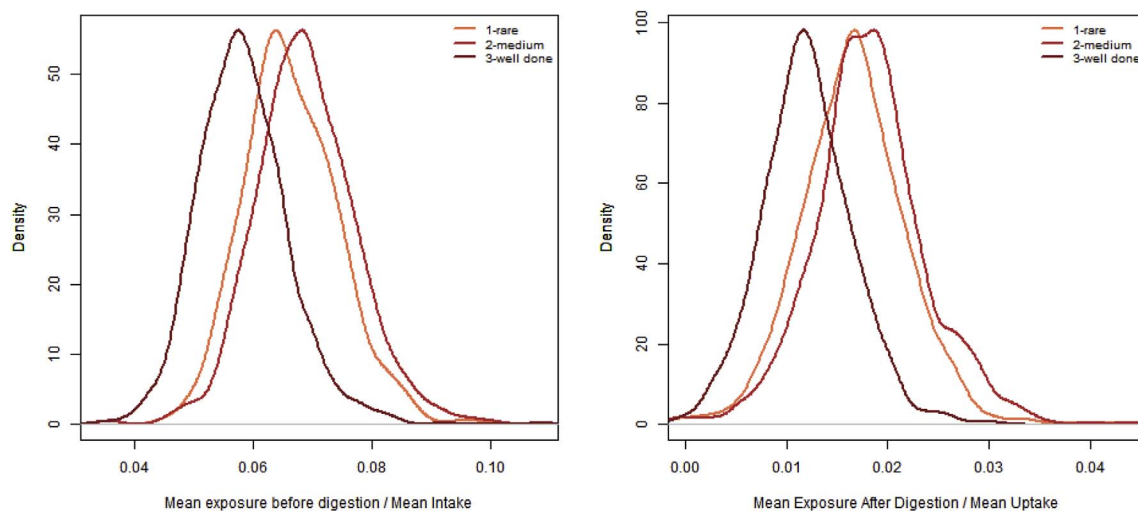 1-rare
2-medium
3-well done
Density
50
40
30
20
10
0
0.04 0.06 0.08 0.10
Mean exposure before digestion / Mean Intake
1-rare
2-medium
3-well done
Density
100
80
60
40
20
0
0.00 0.01 0.02 0.03 0.04
Mean Exposure After Digestion / Mean Uptake